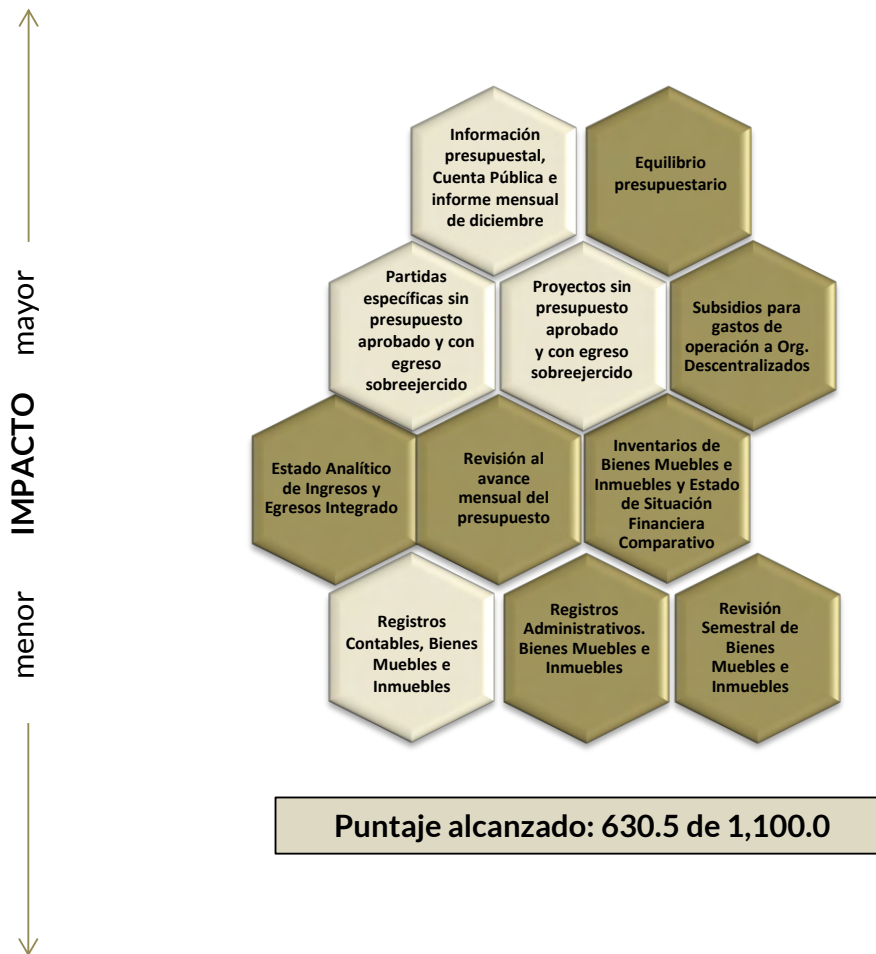 mayor
IMPACTO
menor
Información
presupuestal,
Cuenta Pública e
informe mensual
de diciembre
Equilibrio
presupuestario
Partidas
específicas sin
presupuesto
aprobado y con
egreso
sobreejercido
Proyectos sin
presupuesto
aprobado
y con egreso
sobreejercido
Subsidios para
gastos de
operación a Org.
Descentralizados
Estado Analítico
de Ingresos y
Egresos Integrado
Revisión al
avance
mensual del
presupuesto
Inventarios de
Bienes Muebles e
Inmuebles y Estado
de Situación
Financiera
Comparativo
Registros
Contables, Bienes
Muebles e
Inmuebles
Registros
Administrativos.
Bienes Muebles e
Inmuebles
Revisión
Semestral de
Bienes
Muebles e
Inmuebles
Puntaje alcanzado: 630.5 de 1,100.0